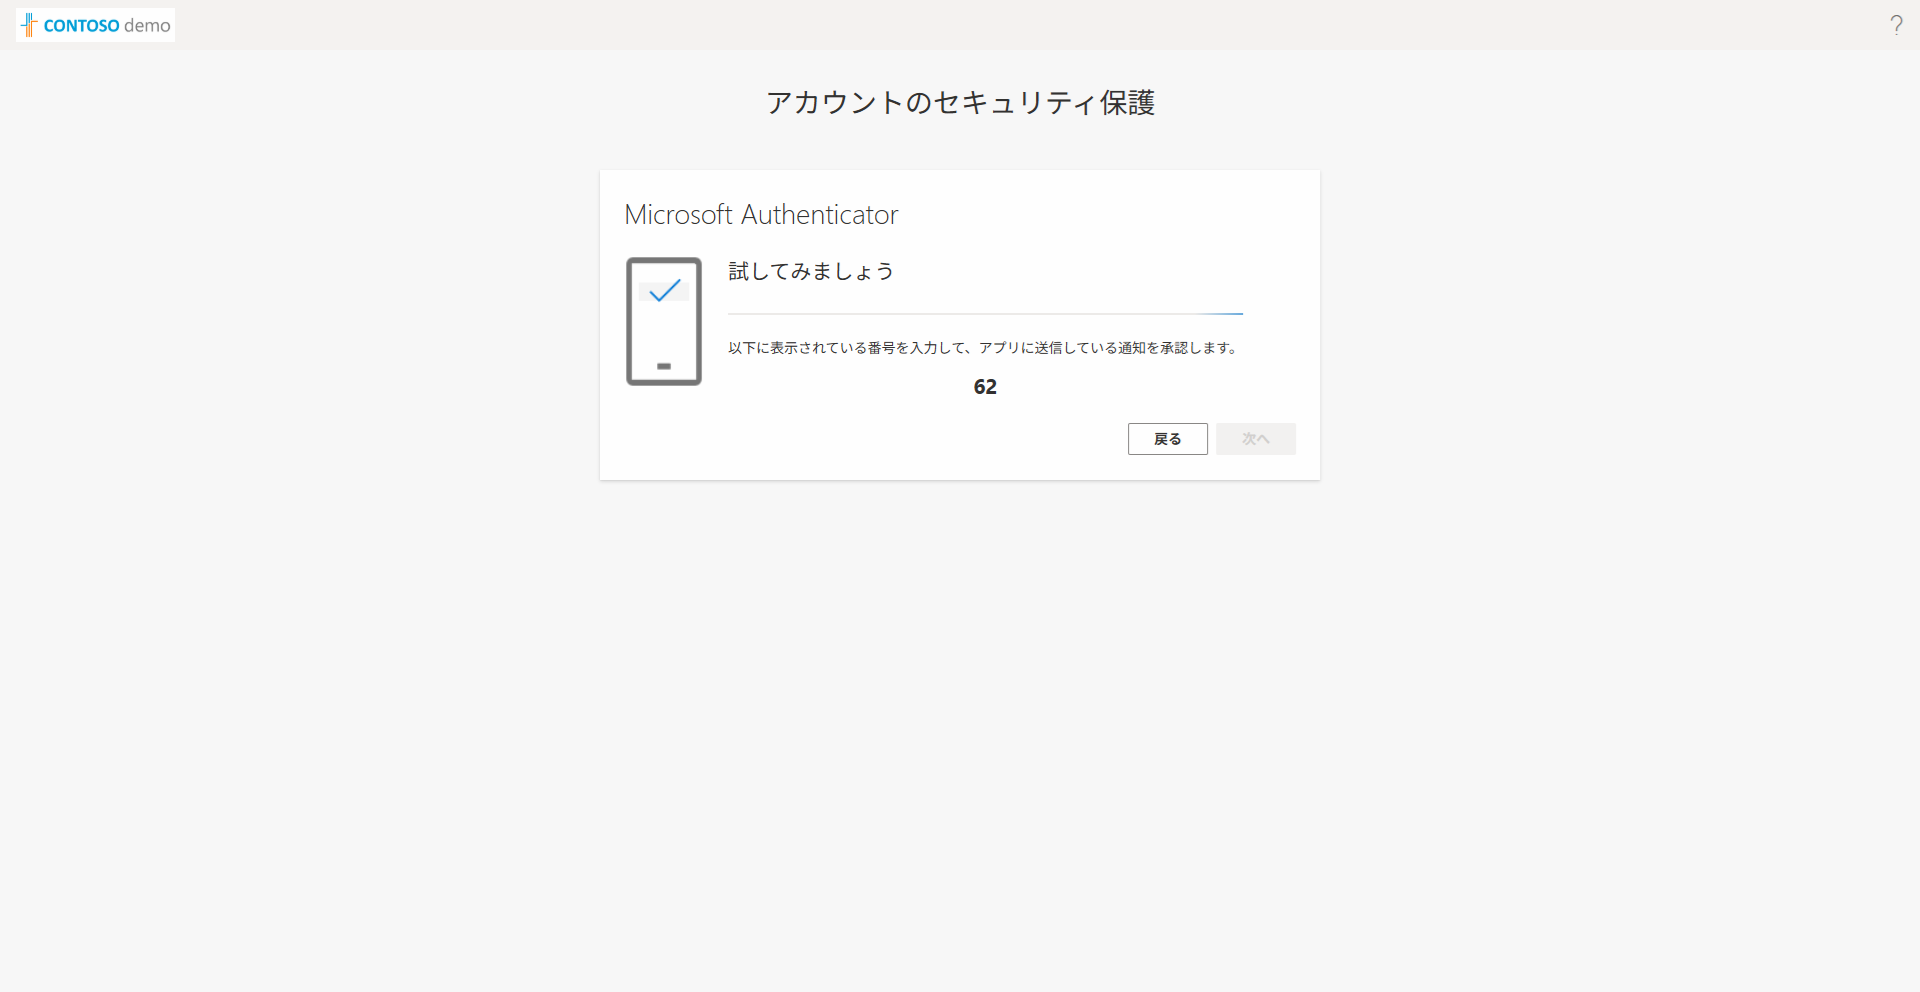 CONTOSO demo
?
アカウントのセキュリティ保護
Microsoft Authenticator
試してみましょう
以下に表示されている番号を入力して、アプリに送信している通知を承認します。
62
戻る
次へ